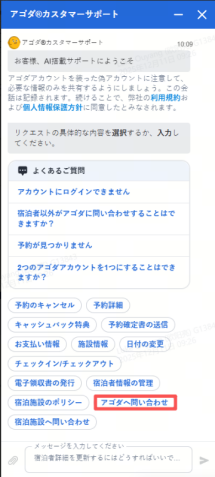 アゴダ®カスタマーサポート
アゴダ®カスタマーサポート
10:09
お客様、AI搭載サポートにようこそ
アゴダアカウントを装った偽アカウントに注意して、
必要な情報のみを共有するようにしましょう。この会
話は記録されます。続けることで、弊社の利用規約お
よび個人情報保護方針に同意したとみなされます。
リクエストの具体的な内容を選択するか、入力し
てください。
よくあるご質問
アカウントにログインできません
宿泊者以外がアゴダに問い合わせすることはで
きますか？
予約が見つかりません
2つのアゴダアカウントを1つにすることはでき
ますか？
予約のキャンセル
予約詳細
キャッシュバック特典
予約確定書の送信
お支払い情報
施設情報
日付の変更
チェックイン/チェックアウト
電子領収書の発行
宿泊者情報の管理
宿泊施設のポリシー
アゴダへ問い合わせ
宿泊施設へ問い合わせ
メッセージを入力してください
宿泊者詳細を更新するにはどうすればいいで...